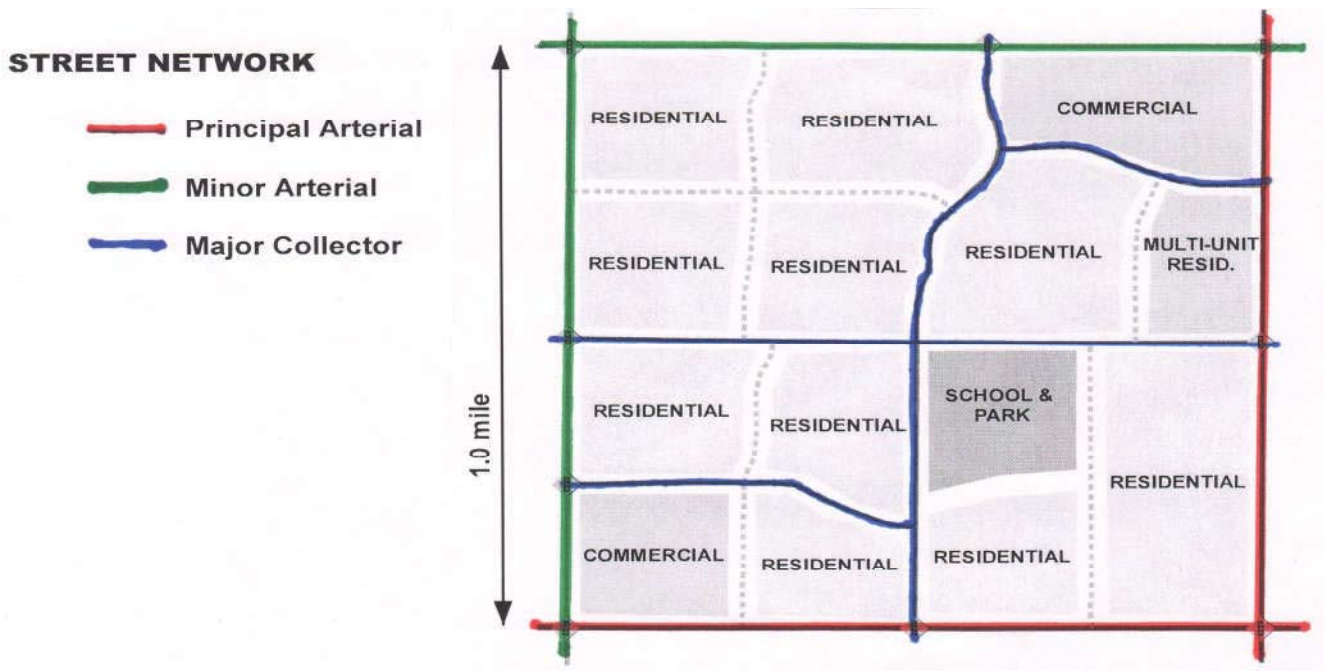 STREET NETWORK
Principal Arterial
Minor Arterial
Major Collector
1.0 mile
RESIDENTIAL
RESIDENTIAL
COMMERCIAL
RESIDENTIAL
RESIDENTIAL
RESIDENTIAL
MULTI-UNIT
RESID.
RESIDENTIAL
RESIDENTIAL
SCHOOL &
PARK
RESIDENTIAL
COMMERCIAL
RESIDENTIAL
RESIDENTIAL